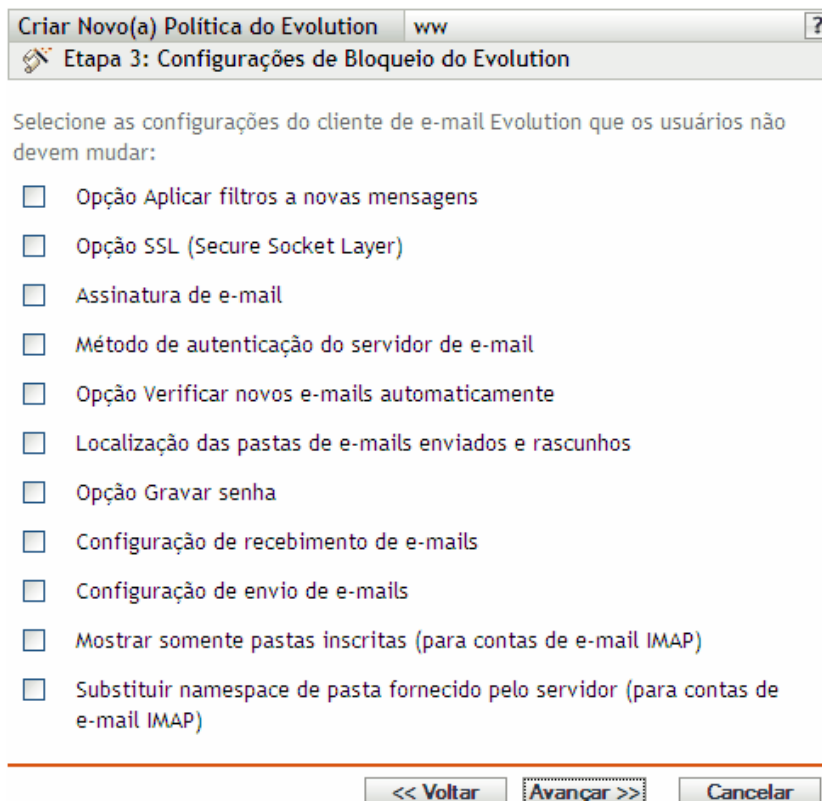 Criar Novo(a) Política do Evolution ww ?
Etapa 3: Configurações de Bloqueio do Evolution
Selecione as configurações do cliente de e-mail Evolution que os usuários não
devem mudar:
Opção Aplicar filtros a novas mensagens
Opção SSL (Secure Socket Layer)
Assinatura de e-mail
Método de autenticação do servidor de e-mail
Opção Verificar novos e-mails automaticamente
Localização das pastas de e-mails enviados e rascunhos
Opção Gravar senha
Configuração de recebimento de e-mails
Configuração de envio de e-mails
Mostrar somente pastas inscritas (para contas de e-mail IMAP)
Substituir namespace de pasta fornecido pelo servidor (para contas de
e-mail IMAP)
<< Voltar Avançar >> Cancelar